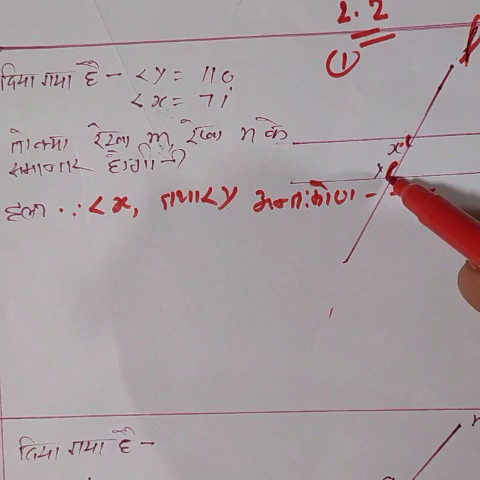 2.2
①
l
दिया गया है - ∠y = 110
∠x = 71
रेखा m, रेखा n के
समान्तर होगी -
x
y
हल ∵ ∠x, तथा ∠y अन्तः कोण -
दिया गया है -